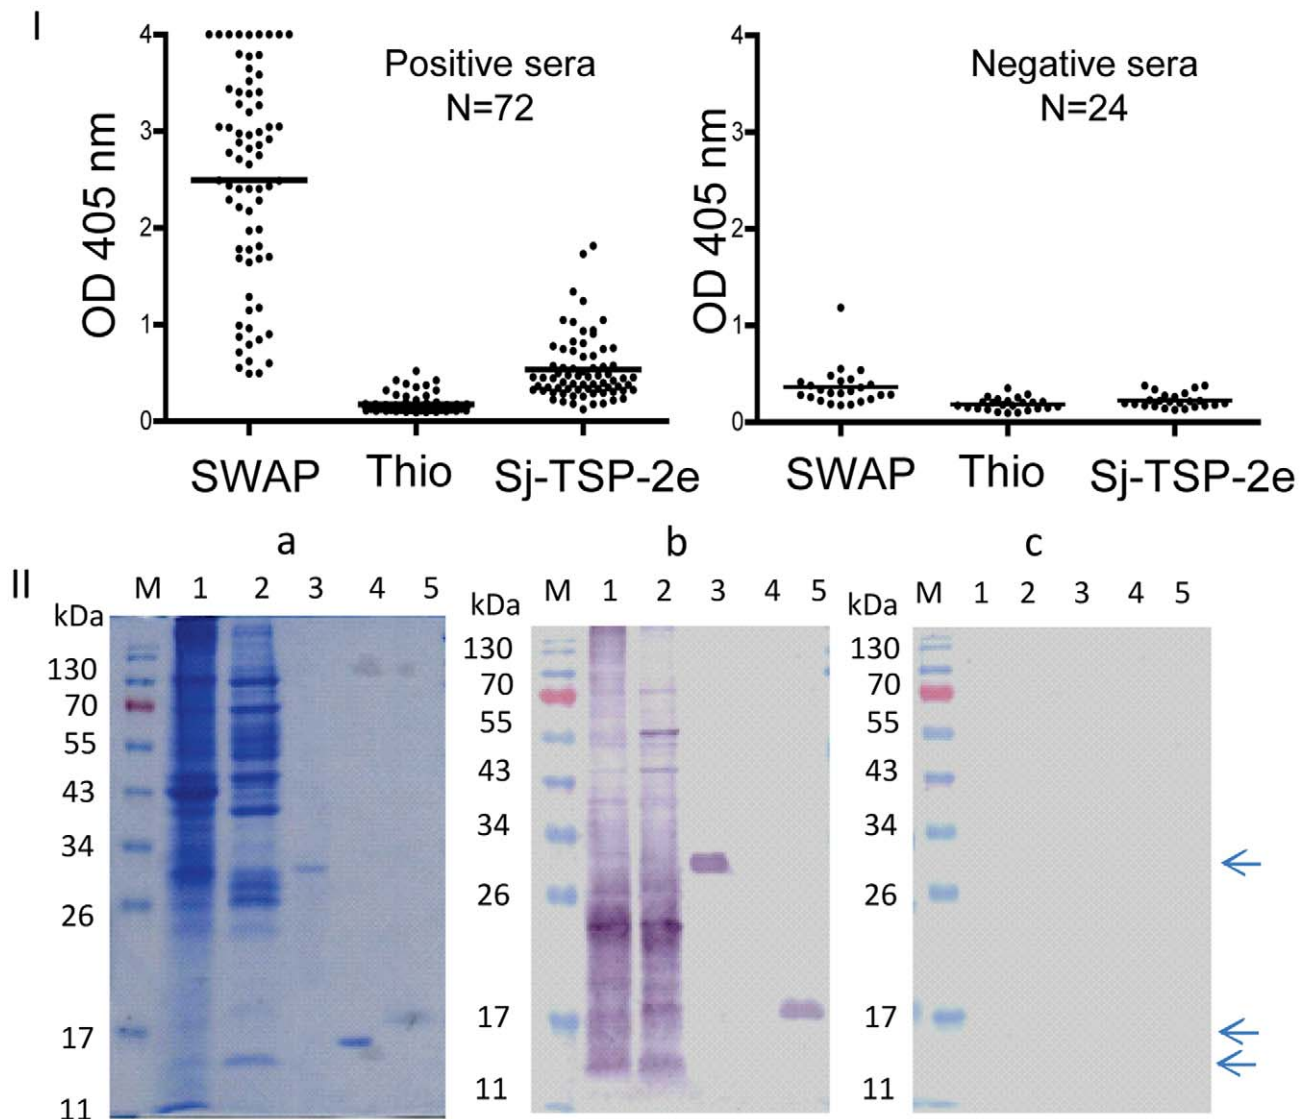 I
OD 405 nm
4
3
2
1
0
Positive sera
N=72
SWAP Thio Sj-TSP-2e
OD 405 nm
4
3
2
1
0
Negative sera
N=24
SWAP Thio Sj-TSP-2e
II
a
M 1 2 3 4 5
kDa
130
70
55
43
34
26
17
11
b
M 1 2 3 4 5
kDa
130
70
55
43
34
26
17
11
c
M 1 2 3 4 5
kDa
130
70
55
43
34
26
17
11